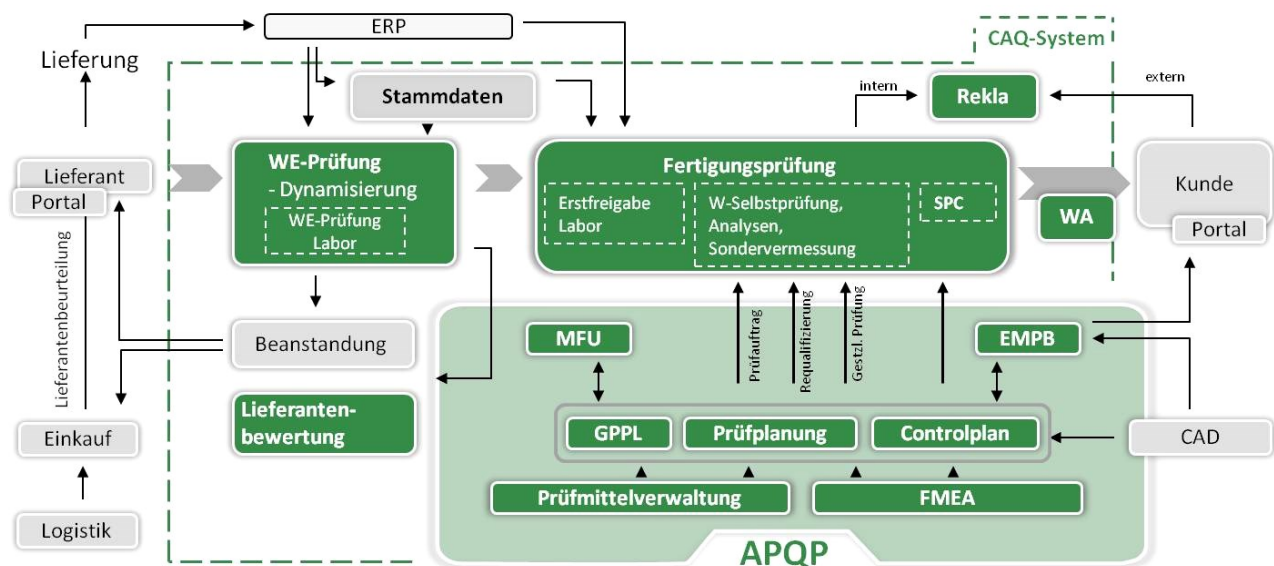 ERP
CAQ-System
Lieferung
Stammdaten
intern
Rekla
extern
WE-Prüfung
- Dynamisierung
WE-Prüfung
Labor
Fertigungsprüfung
Erstfreigabe
Labor
W-Selbstprüfung,
Analysen,
Sondervermessung
SPC
WA
Lieferant
Portal
Kunde
Portal
Lieferantenbeurteilung
Beanstandung
Lieferanten-
bewertung
Einkauf
Logistik
MFU
Prüfauftrag
Requalifizierung
Gestzl. Prüfung
EMPB
GPPL
Prüfplanung
Controlplan
CAD
Prüfmittelverwaltung
FMEA
APQP